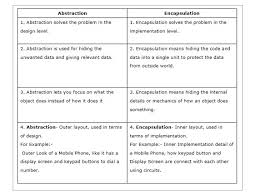 Abstraction
Encapsulation
1. Abstraction solves the problem in the
design level.
1. Encapsulation solves the problem in the
implementation level.
2. Abstraction is used for hiding the
unwanted data and giving relevant data.
2. Encapsulation means hiding the code and
data into a single unit to protect the data
from outside world.
3. Abstraction lets you focus on what the
object does instead of how it does it
3. Encapsulation means hiding the internal
details or mechanics of how an object does
something.
4. Abstraction- Outer layout, used in terms
of design.
For Example:-
Outer Look of a Mobile Phone, like it has a
display screen and keypad buttons to dial a
number.
4. Encapsulation- Inner layout, used in
terms of implementation.
For Example:- Inner Implementation detail of
a Mobile Phone, how keypad button and
Display Screen are connect with each other
using circuits.